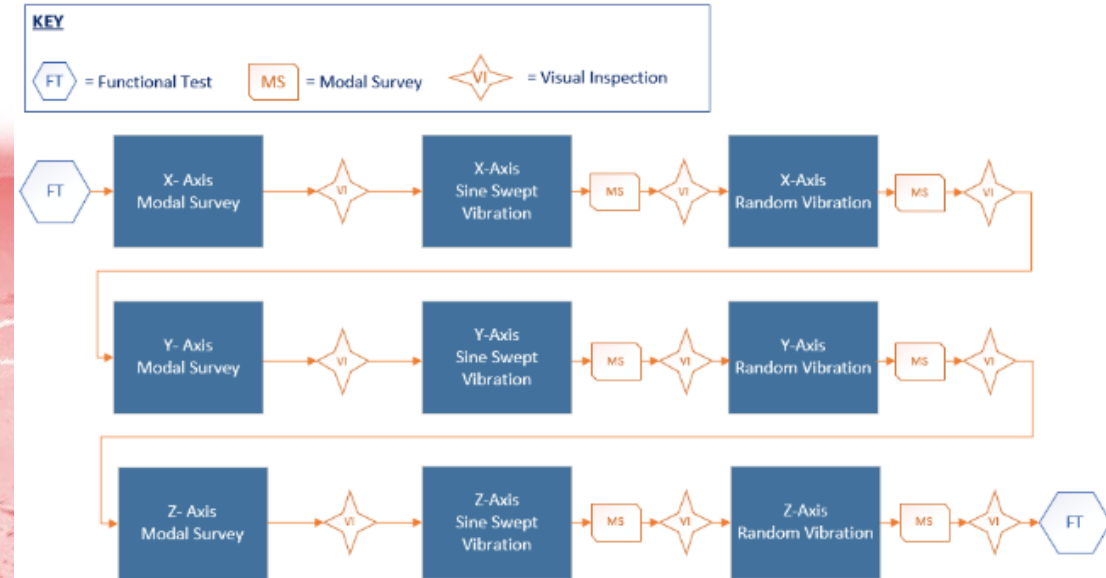 KEY
FT = Functional Test MS = Modal Survey VI = Visual Inspection
FT
X- Axis
Modal Survey
VI
X-Axis
Sine Swept
Vibration
MS
VI
X-Axis
Random Vibration
MS
VI
Y- Axis
Modal Survey
VI
Y-Axis
Sine Swept
Vibration
MS
VI
Y-Axis
Random Vibration
MS
VI
Z- Axis
Modal Survey
VI
Z-Axis
Sine Swept
Vibration
MS
VI
Z-Axis
Random Vibration
MS
VI
FT